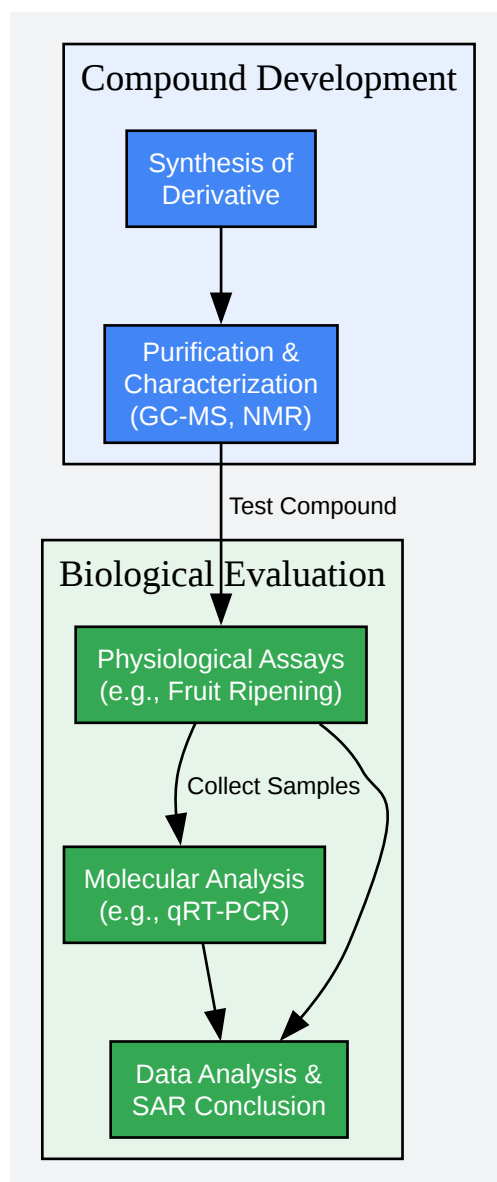 Compound Development
Synthesis of
Derivative
Purification &
Characterization
(GC-MS, NMR)
Test Compound
Biological Evaluation
Physiological Assays
(e.g., Fruit Ripening)
Collect Samples
Molecular Analysis
(e.g., qRT-PCR)
Data Analysis &
SAR Conclusion